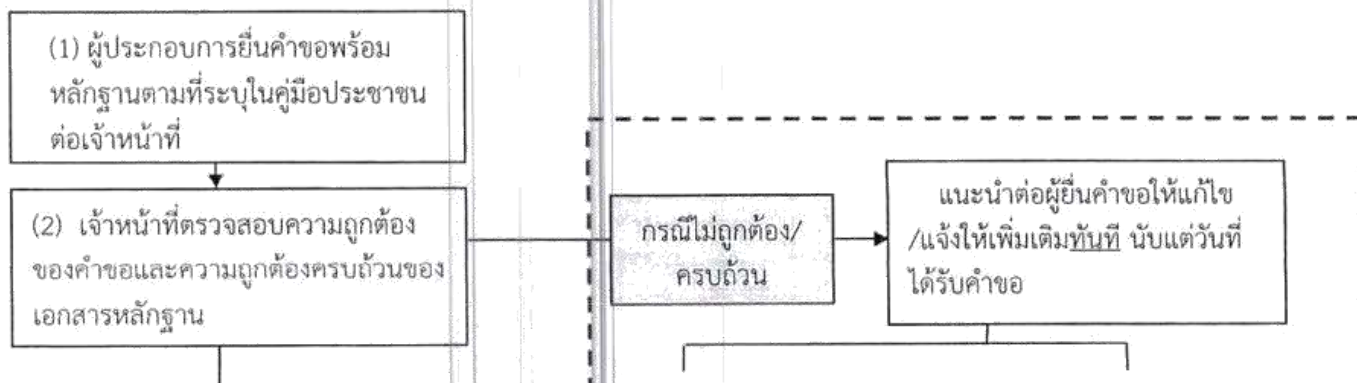 (1) ผู้ประกอบการยื่นคำขอพร้อม
หลักฐานตามที่ระบุในคู่มือประชาชน
ต่อเจ้าหน้าที่
(2) เจ้าหน้าที่ตรวจสอบความถูกต้อง
ของคำขอและความถูกต้องครบถ้วนของ
เอกสารหลักฐาน
กรณีไม่ถูกต้อง/
ครบถ้วน
แนะนำต่อผู้ยื่นคำขอให้แก้ไข
/แจ้งให้เพิ่มเติมทันที นับแต่วันที่
ได้รับคำขอ